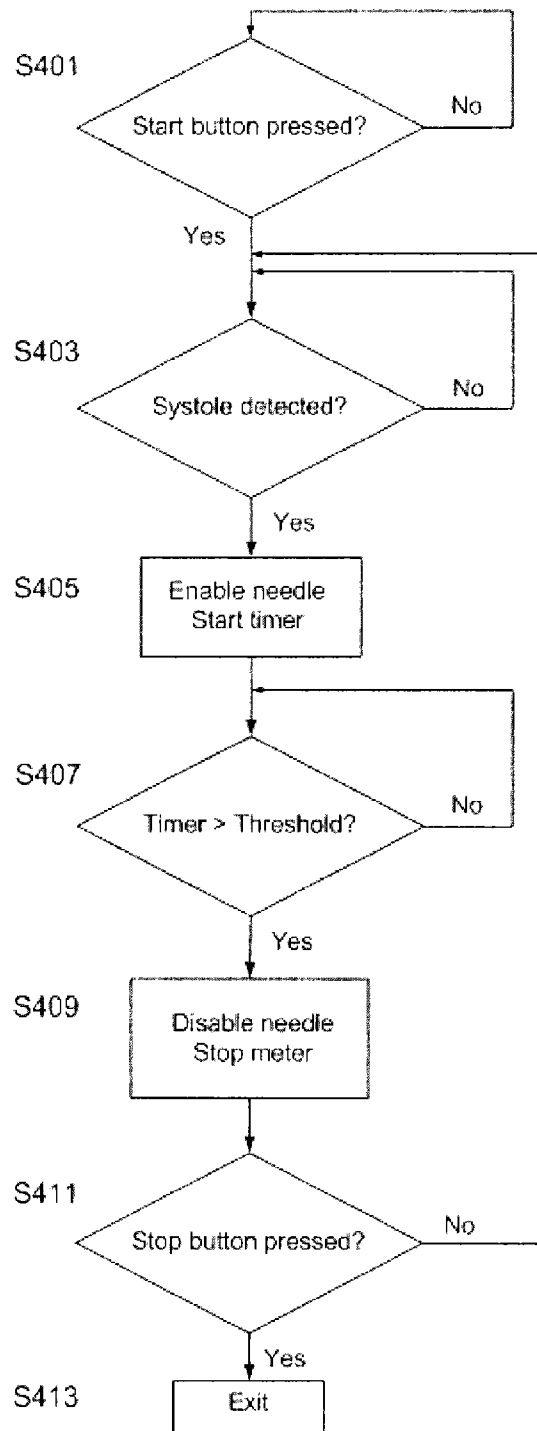 S401
Start button pressed?
No
Yes
S403
Systole detected?
No
Yes
S405
Enable needle
Start timer
S407
Timer > Threshold?
No
Yes
S409
Disable needle
Stop meter
S411
Stop button pressed?
No
Yes
S413
Exit